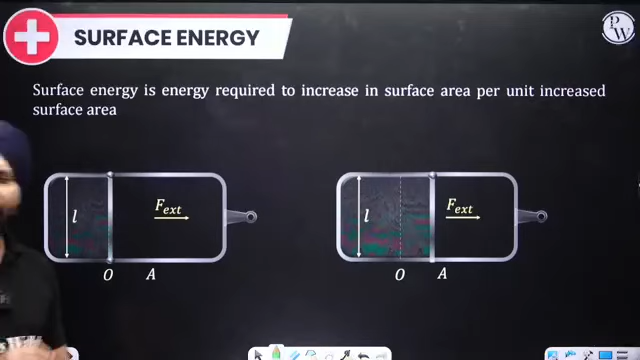 SURFACE ENERGY
P
W
Surface energy is energy required to increase in surface area per unit increased
surface area
l
F_ext
O
A
l
F_ext
O
A